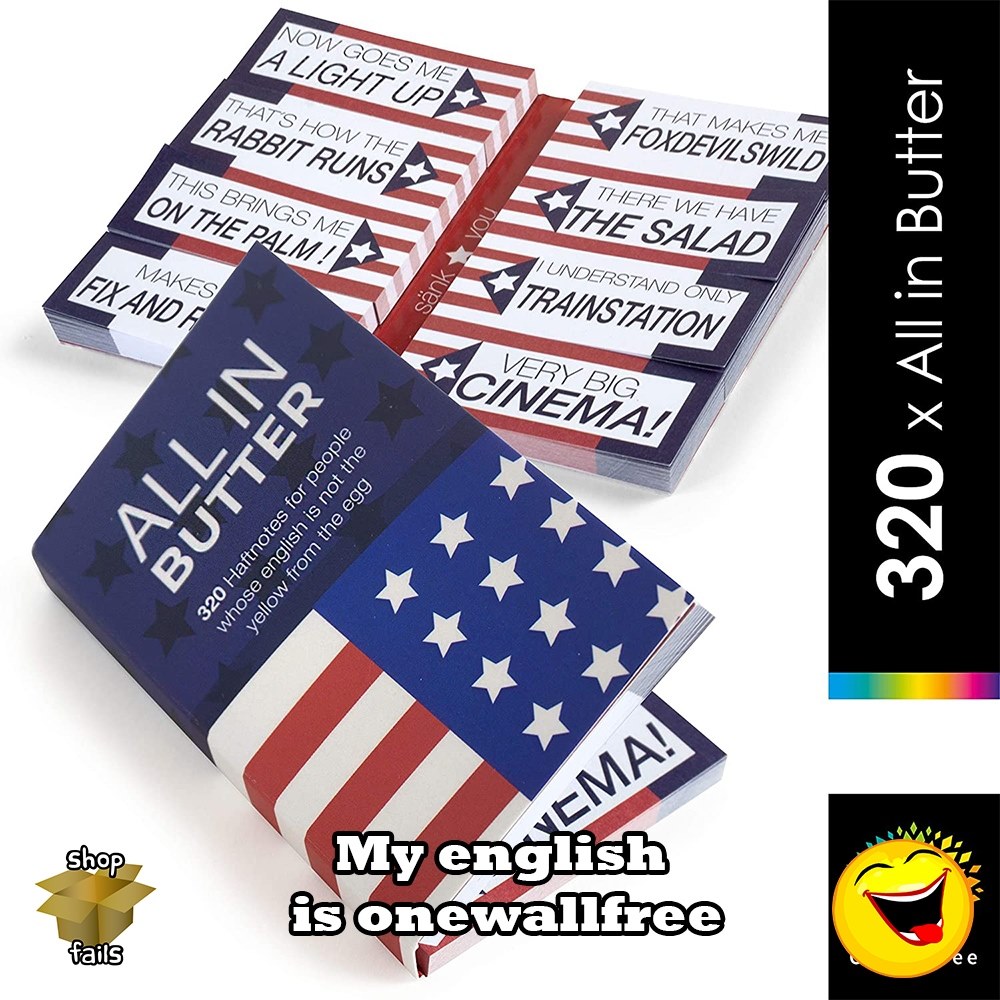 NOW GOES ME
A LIGHT UP
THAT'S HOW THE
RABBIT RUNS
THIS BRINGS ME
ON THE PALM!
MAKES
FIX AND F
THAT MAKES ME
FOXDEVILSWILD
THERE WE HAVE
THE SALAD
I UNDERSTAND ONLY
TRAINSTATION
VERY BIG
CINEMA!
sänk you
ALL IN
BUTTER
320 Haftnotes for people
whose english is not the
yellow from the egg
NEMA!
320 x All in Butter
shop
fails
My english
is onewallfree